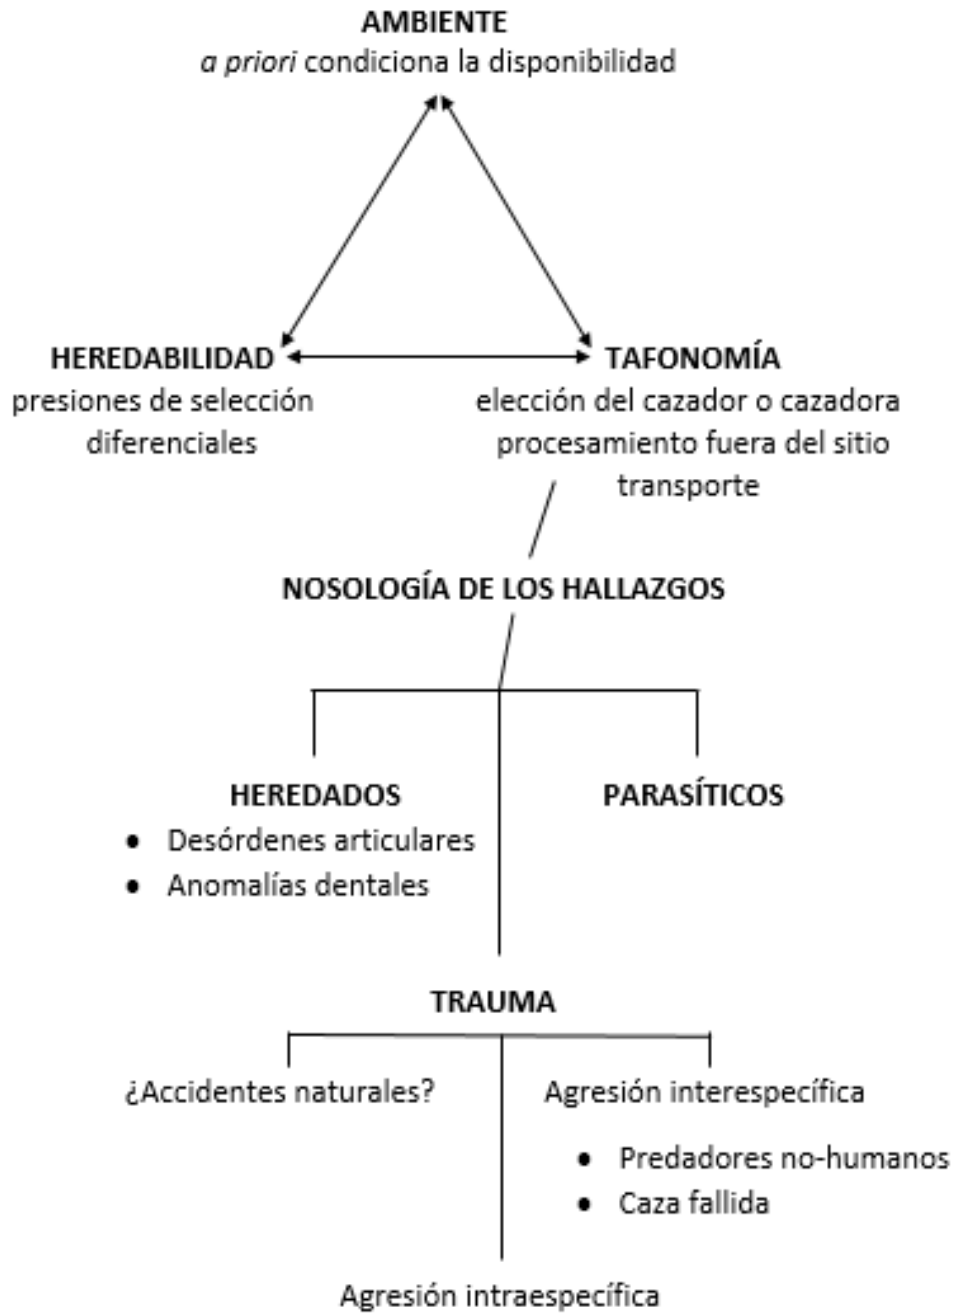 AMBIENTE
a priori condiciona la disponibilidad
HEREDABILIDAD
presiones de selección
diferenciales
TAFONOMÍA
elección del cazador o cazadora
procesamiento fuera del sitio
transporte
NOSOLOGÍA DE LOS HALLAZGOS
HEREDADOS
• Desórdenes articulares
• Anomalías dentales
PARASÍTICOS
TRAUMA
¿Accidentes naturales?
Agresión interespecífica
• Predadores no-humanos
• Caza fallida
Agresión intraespecífica